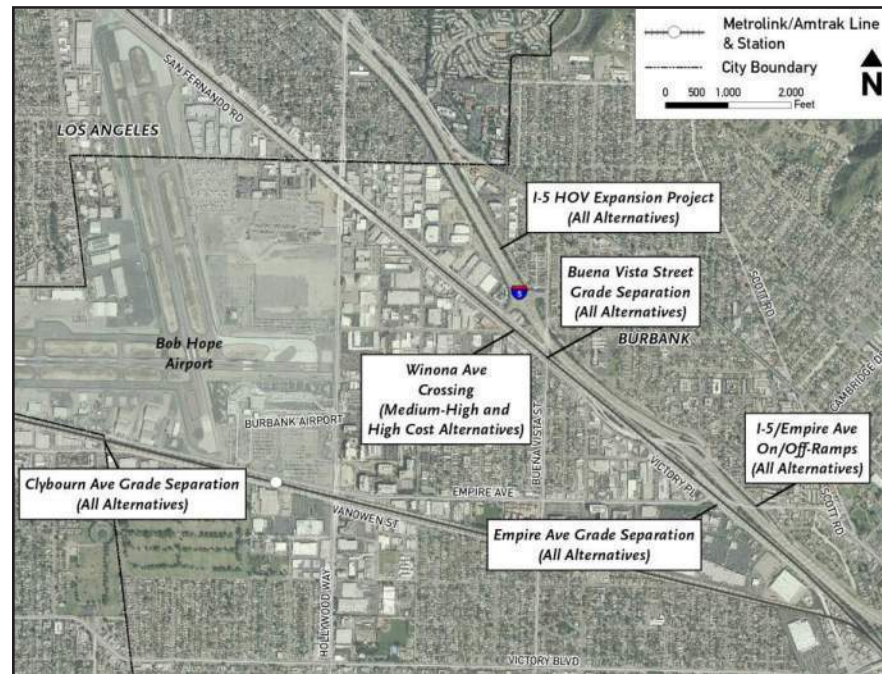 Metrolink/Amtrak Line
& Station
City Boundary
0 500 1,000 2,000
Feet
N
SAN FERNANDO RD
LOS ANGELES
I-5 HOV Expansion Project
(All Alternatives)
Buena Vista Street
Grade Separation
(All Alternatives)
5
SCOTT RD
BURBANK
Bob Hope
Airport
Winona Ave
Crossing
(Medium-High and
High Cost Alternatives)
CAMBRIDGE DR
BURBANK AIRPORT
BUENA VISTA ST
I-5/Empire Ave
On/Off-Ramps
(All Alternatives)
VICTORY PL
Clybourn Ave Grade Separation
(All Alternatives)
EMPIRE AVE
SCOTT RD
VANOWEN ST
Empire Ave Grade Separation
(All Alternatives)
HOLLYWOOD WAY
VICTORY BLVD